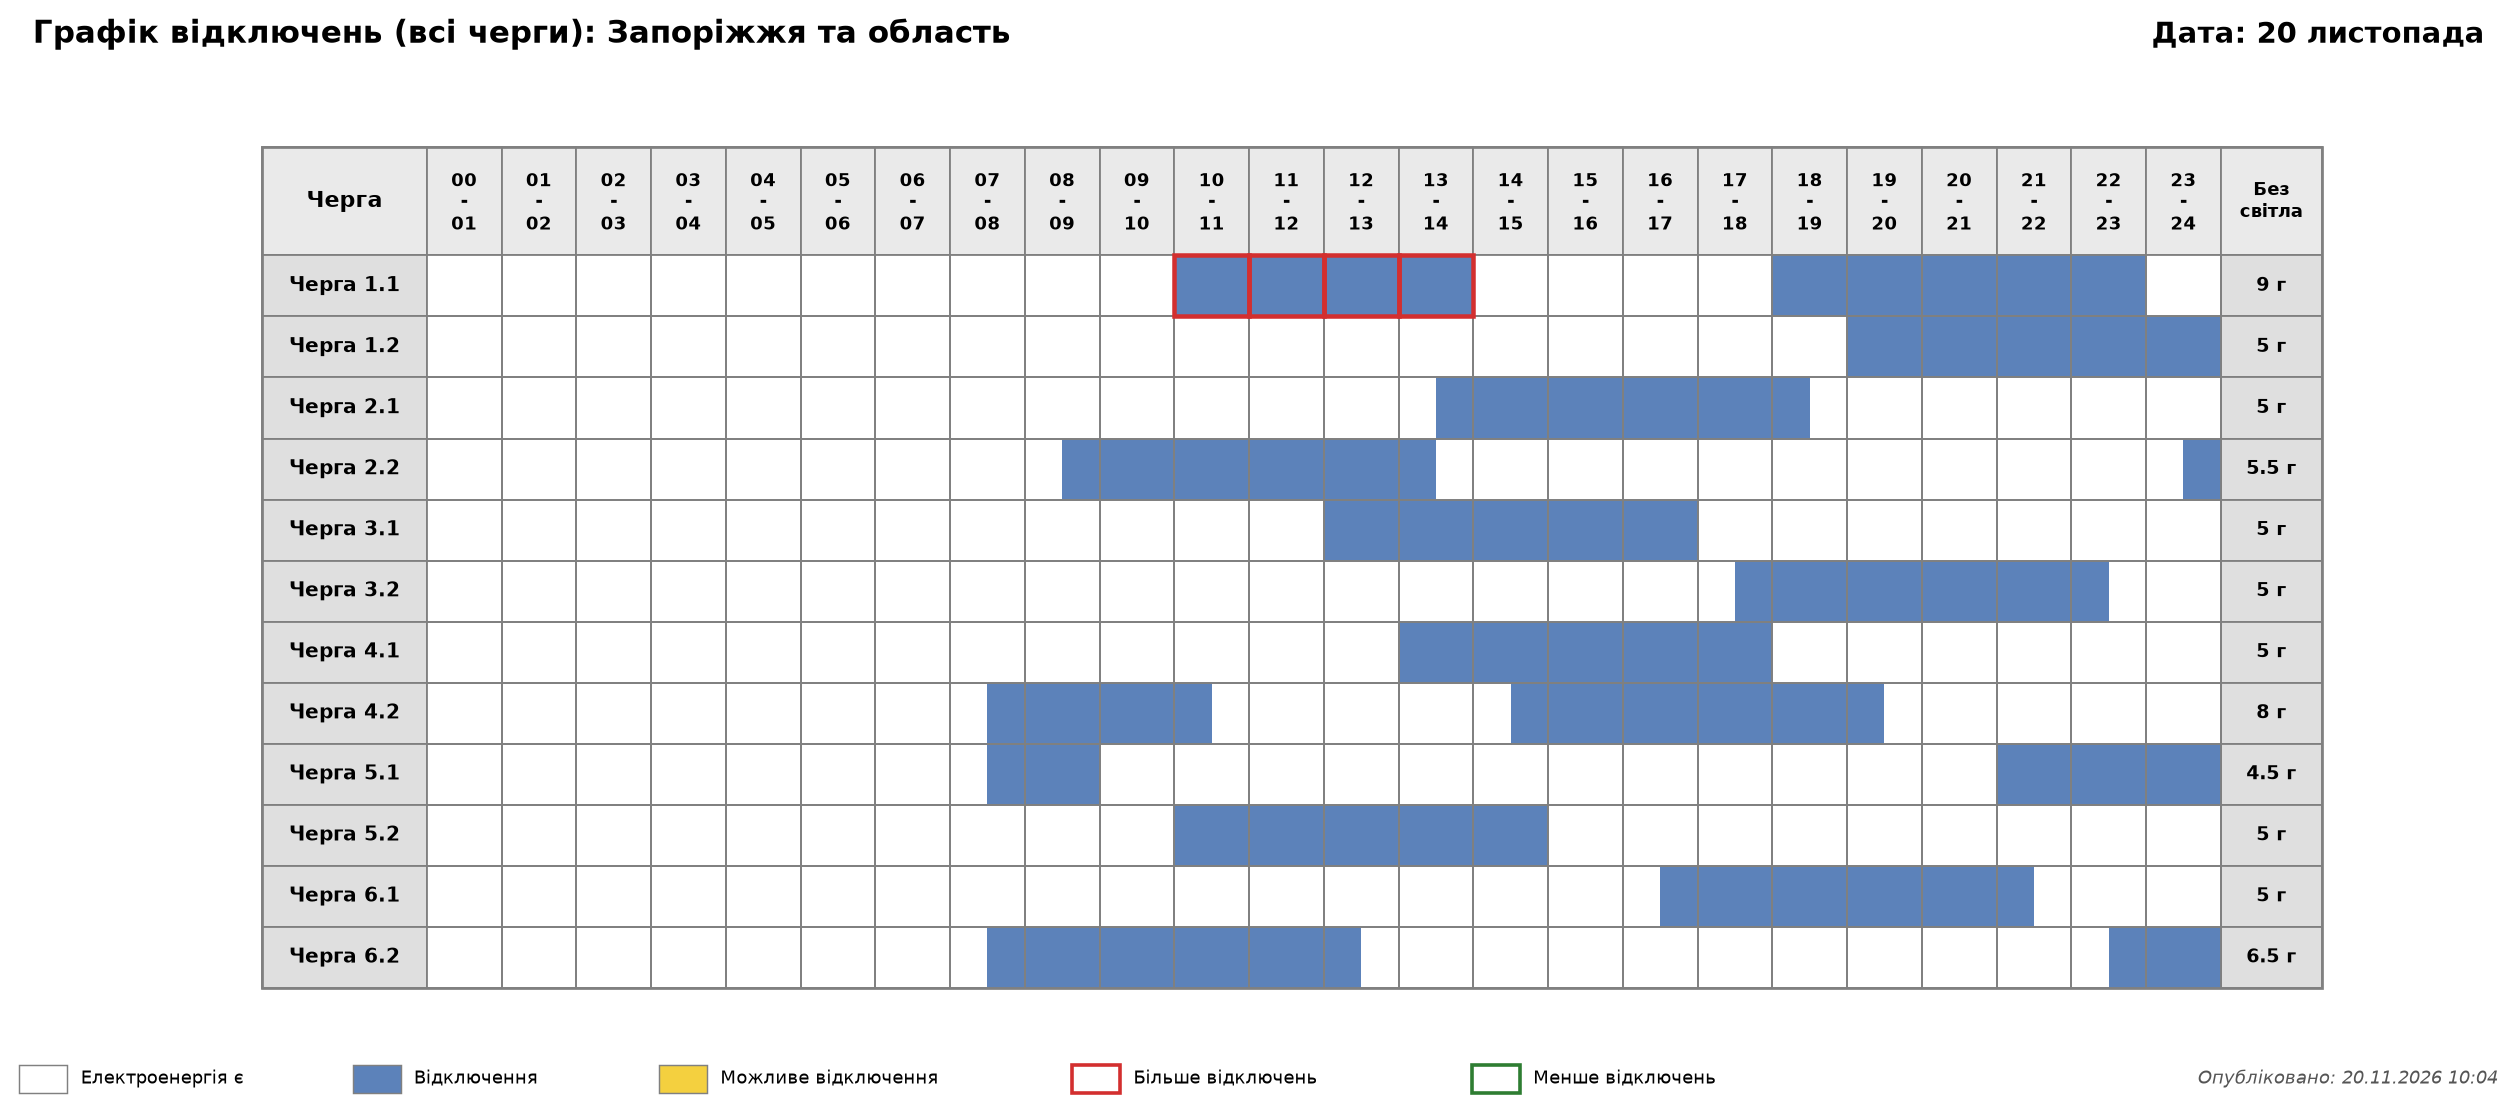 Графік відключень (всі черги): Запоріжжя та область
Дата: 20 листопада
Черга 00 - 01 01 - 02 02 - 03 03 - 04 04 - 05 05 - 06 06 - 07 07 - 08 08 - 09 09 - 10 10 - 11 11 - 12 12 - 13 13 - 14 14 - 15 15 - 16 16 - 17 17 - 18 18 - 19 19 - 20 20 - 21 21 - 22 22 - 23 23 - 24 Без світла
Черга 1.1 9 г
Черга 1.2 5 г
Черга 2.1 5 г
Черга 2.2 5.5 г
Черга 3.1 5 г
Черга 3.2 5 г
Черга 4.1 5 г
Черга 4.2 8 г
Черга 5.1 4.5 г
Черга 5.2 5 г
Черга 6.1 5 г
Черга 6.2 6.5 г
Електроенергія є
Відключення
Можливе відключення
Більше відключень
Менше відключень
Опубліковано: 20.11.2026 10:04